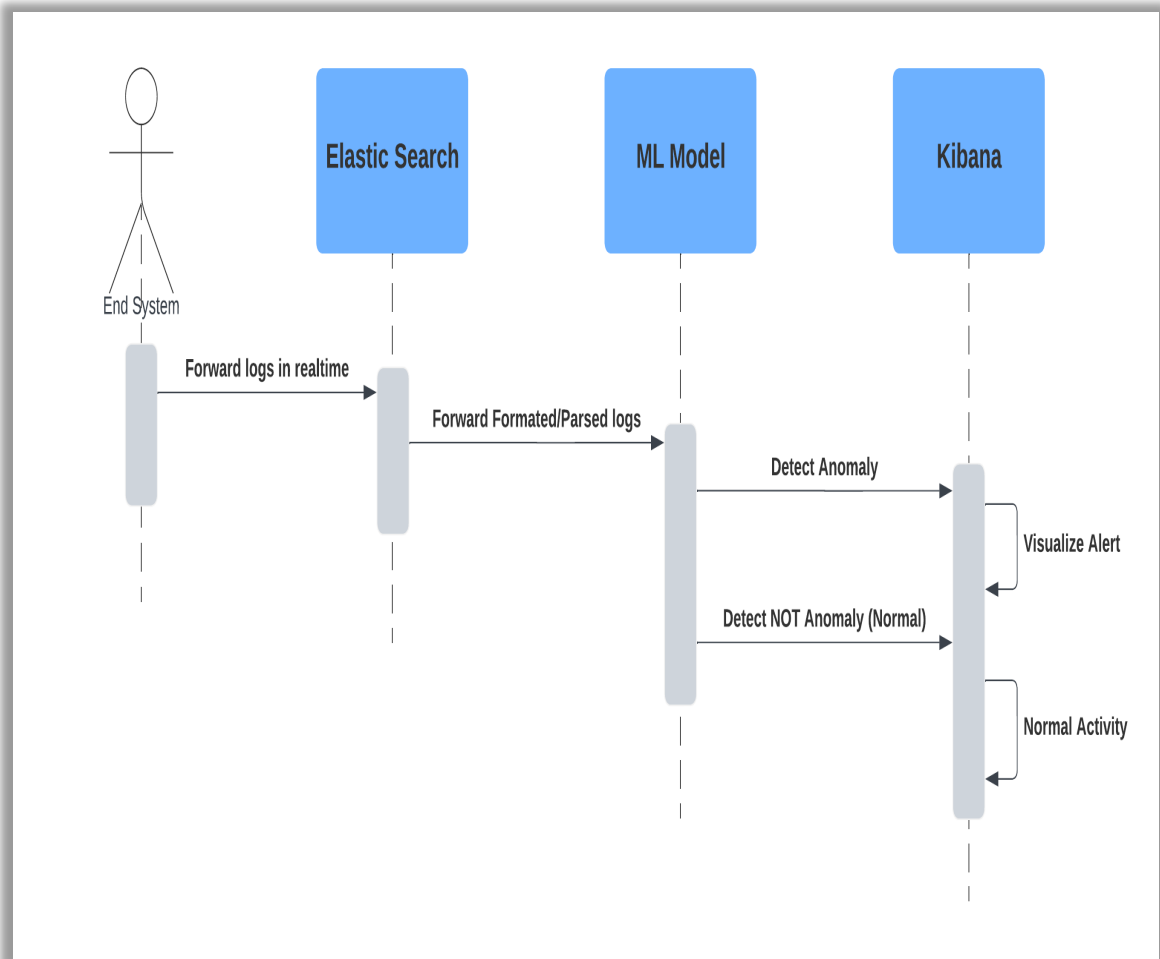 Elastic Search
ML Model
Kibana
End System
Forward logs in realtime
Forward Formated/Parsed logs
Detect Anomaly
Visualize Alert
Detect NOT Anomaly (Normal)
Normal Activity